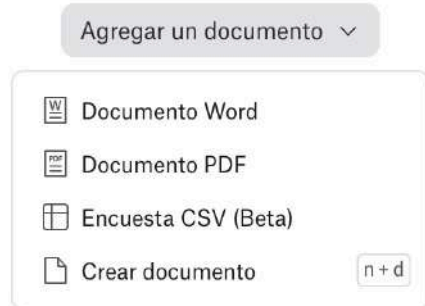 Agregar un documento
Documento Word
Documento PDF
Encuesta CSV (Beta)
Crear documento n + d